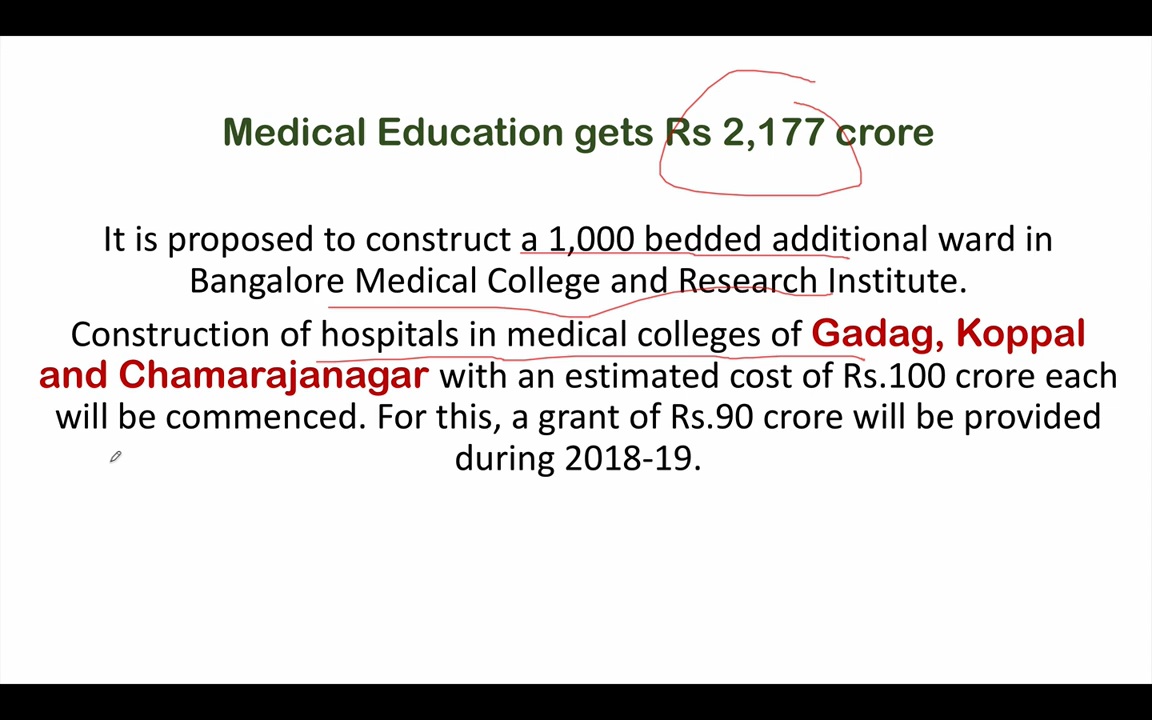 Medical Education gets Rs 2,177 crore
It is proposed to construct a 1,000 bedded additional ward in
Bangalore Medical College and Research Institute.
Construction of hospitals in medical colleges of Gadag, Koppal
and Chamarajanagar with an estimated cost of Rs.100 crore each
will be commenced. For this, a grant of Rs.90 crore will be provided
during 2018-19.